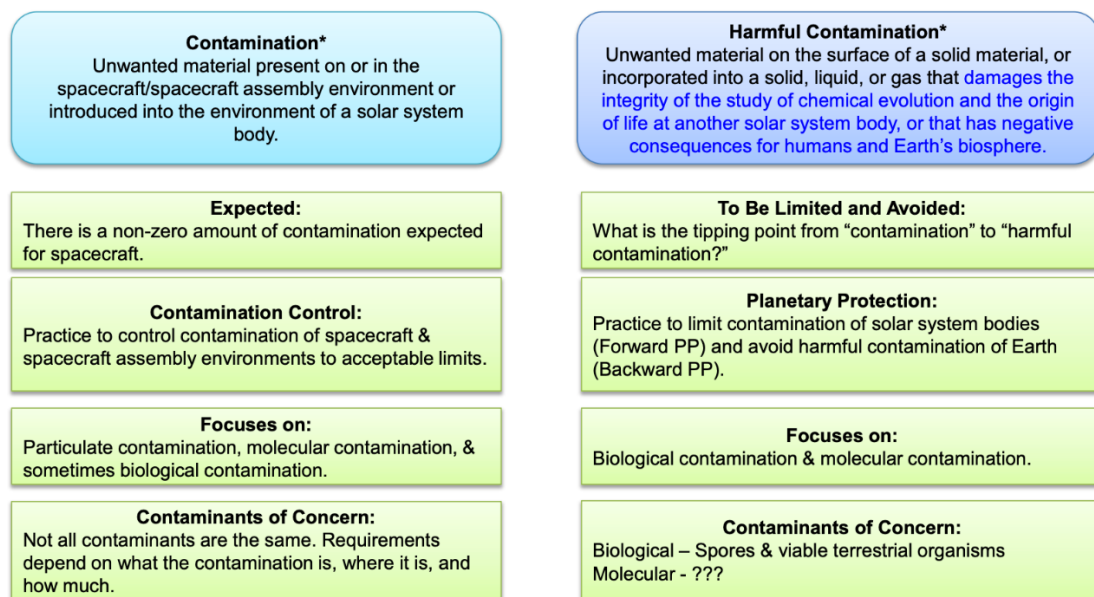 Contamination*
Unwanted material present on or in the
spacecraft/spacecraft assembly environment or
introduced into the environment of a solar system
body.
Harmful Contamination*
Unwanted material on the surface of a solid material, or
incorporated into a solid, liquid, or gas that damages the
integrity of the study of chemical evolution and the origin
of life at another solar system body, or that has negative
consequences for humans and Earth's biosphere.
Expected:
There is a non-zero amount of contamination expected
for spacecraft.
To Be Limited and Avoided:
What is the tipping point from “contamination” to “harmful
contamination?”
Contamination Control:
Practice to control contamination of spacecraft &
spacecraft assembly environments to acceptable limits.
Planetary Protection:
Practice to limit contamination of solar system bodies
(Forward PP) and avoid harmful contamination of Earth
(Backward PP).
Focuses on:
Particulate contamination, molecular contamination, &
sometimes biological contamination.
Focuses on:
Biological contamination & molecular contamination.
Contaminants of Concern:
Not all contaminants are the same. Requirements
depend on what the contamination is, where it is, and
how much.
Contaminants of Concern:
Biological – Spores & viable terrestrial organisms
Molecular - ???